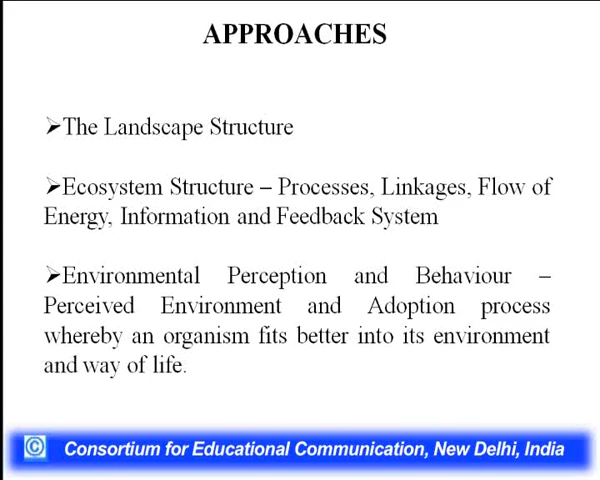 APPROACHES
➢The Landscape Structure
➢Ecosystem Structure – Processes, Linkages, Flow of
Energy, Information and Feedback System
➢Environmental Perception and Behaviour –
Perceived Environment and Adoption process
whereby an organism fits better into its environment
and way of life.
© Consortium for Educational Communication, New Delhi, India